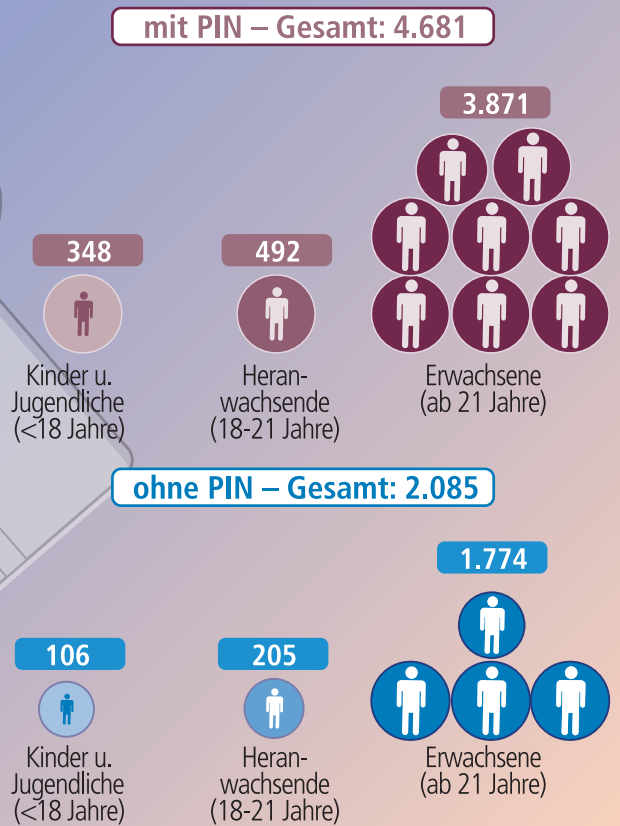 mit PIN – Gesamt: 4.681
3.871
348
492
Kinder u.
Jugendliche
(<18 Jahre)
Heran-
wachsende
(18-21 Jahre)
Erwachsene
(ab 21 Jahre)
ohne PIN – Gesamt: 2.085
1.774
106
205
Kinder u.
Jugendliche
(<18 Jahre)
Heran-
wachsende
(18-21 Jahre)
Erwachsene
(ab 21 Jahre)